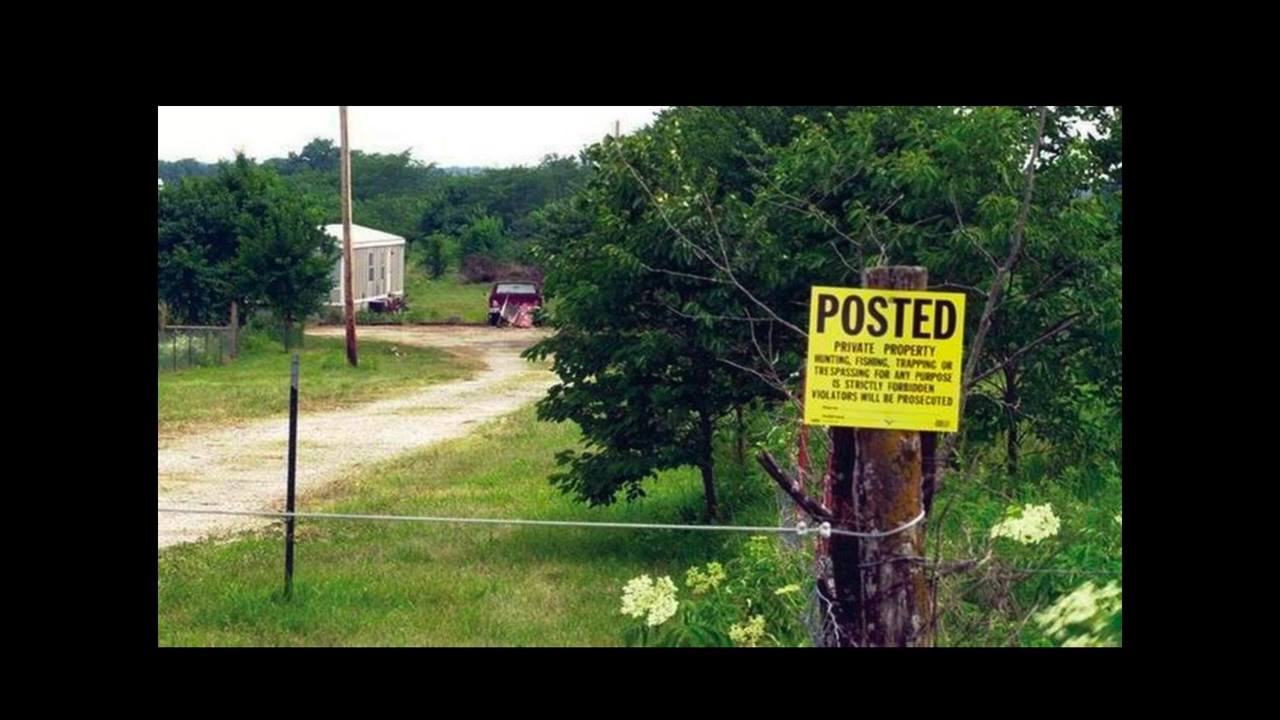 POSTED
PRIVATE PROPERTY
HUNTING, FISHING, TRAPPING OR
TRESPASSING FOR ANY PURPOSE
IS STRICTLY FORBIDDEN
VIOLATORS WILL BE PROSECUTED